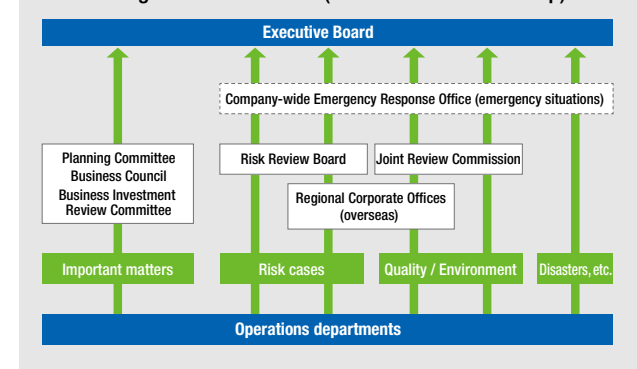 Executive Board
Company-wide Emergency Response Office (emergency situations)
Planning Committee
Business Council
Business Investment
Review Committee
Risk Review Board
Joint Review Commission
Regional Corporate Offices
(overseas)
Important matters
Risk cases
Quality / Environment
Disasters, etc.
Operations departments